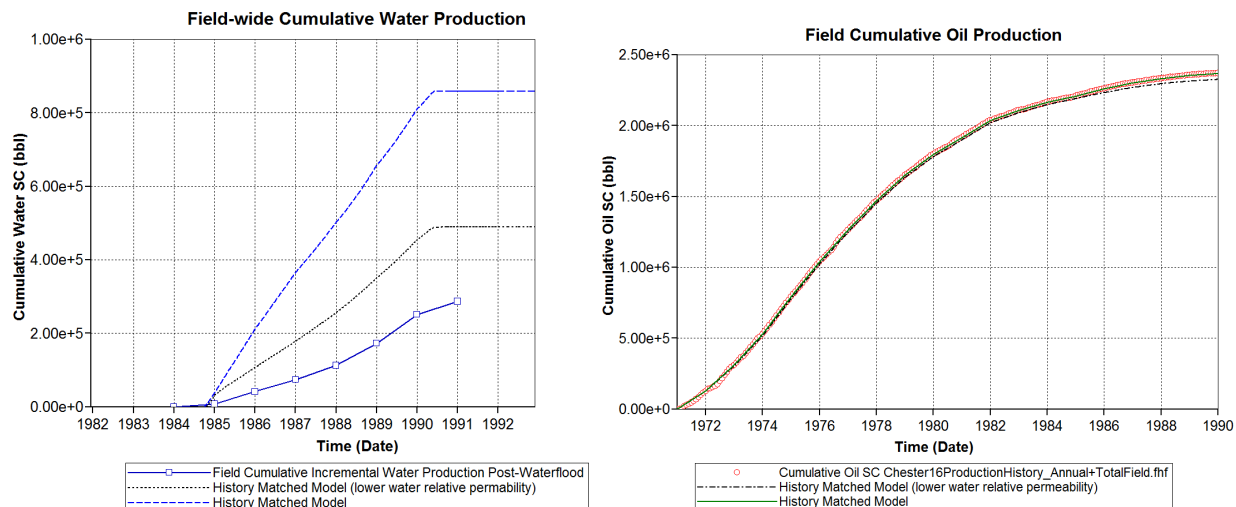 Field-wide Cumulative Water Production
1.00e+6
8.00e+5
6.00e+5
4.00e+5
2.00e+5
0.00e+0
Cumulative Water SC (bbl)
1982 1983 1984 1985 1986 1987 1988 1989 1990 1991 1992
Time (Date)
Field Cumulative Incremental Water Production Post-Waterflood
History Matched Model (lower water relative permability)
History Matched Model
Field Cumulative Oil Production
2.50e+6
2.00e+6
1.50e+6
1.00e+6
5.00e+5
0.00e+0
Cumulative Oil SC (bbl)
1972 1974 1976 1978 1980 1982 1984 1986 1988 1990
Time (Date)
Cumulative Oil SC Chester16ProductionHistory_Annual+TotalField.fhf
History Matched Model (lower water relative permeability)
History Matched Model